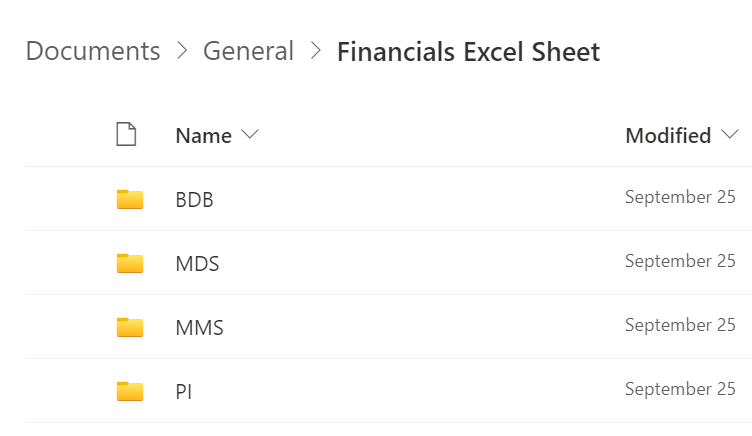 Documents > General > Financials Excel Sheet
Name Modified
BDB September 25
MDS September 25
MMS September 25
PI September 25